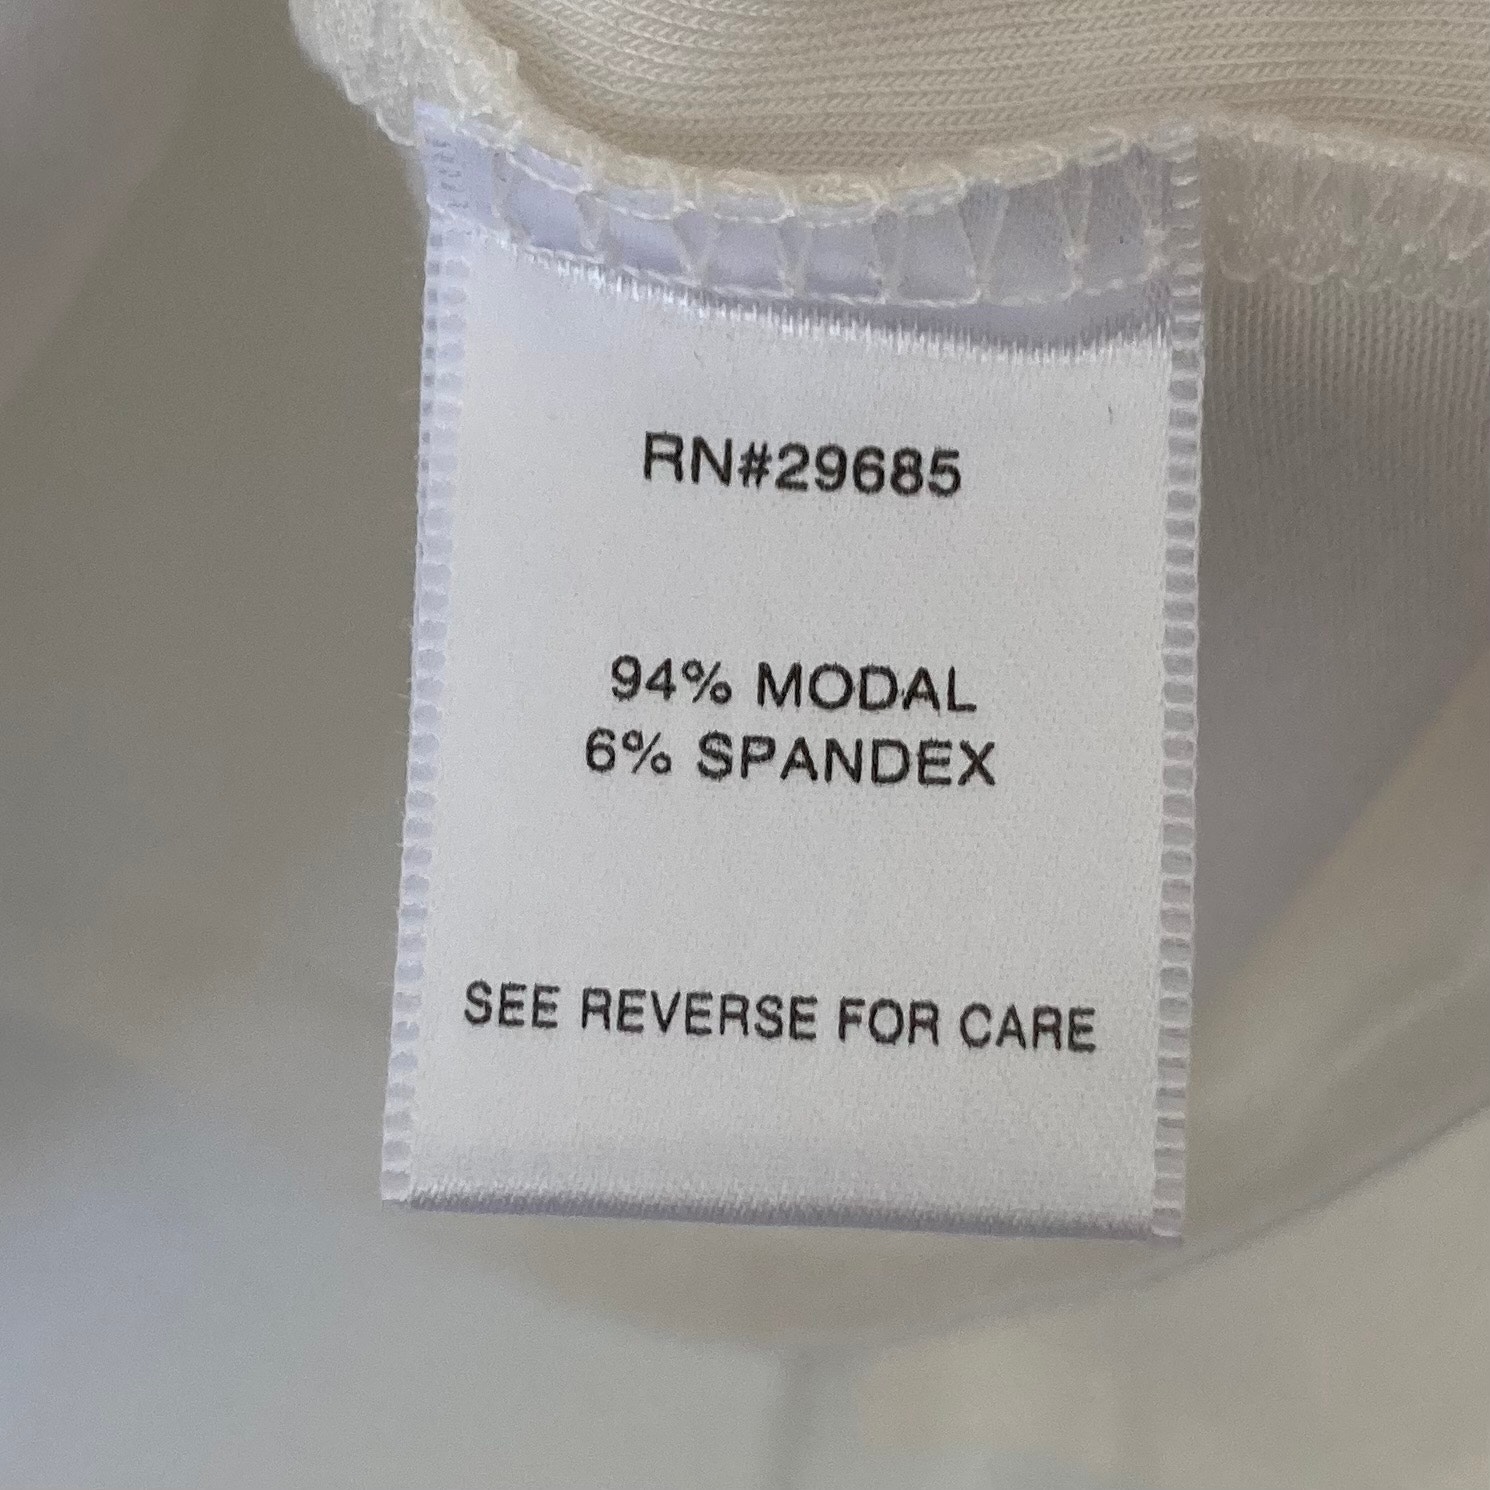 RN#29685
94% MODAL
6% SPANDEX
SEE REVERSE FOR CARE